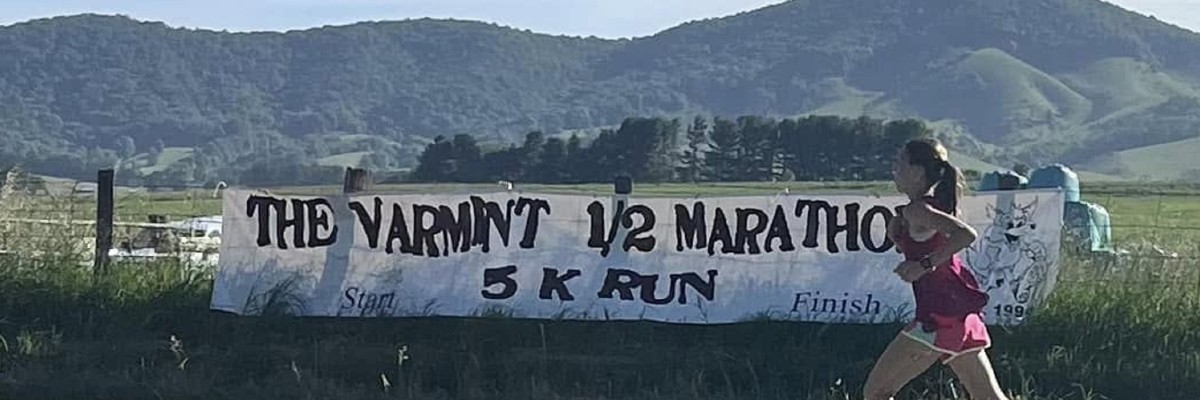 THE VARMINT 1/2 MARATHO
5 K RUN
Start Finish
199